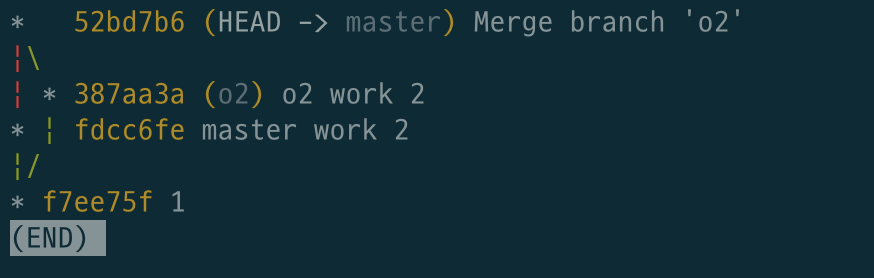 *   52bd7b6 (HEAD -> master) Merge branch 'o2'
¦\
¦ * 387aa3a (o2) o2 work 2
* ¦ fdcc6fe master work 2
¦/
* f7ee75f 1
(END)